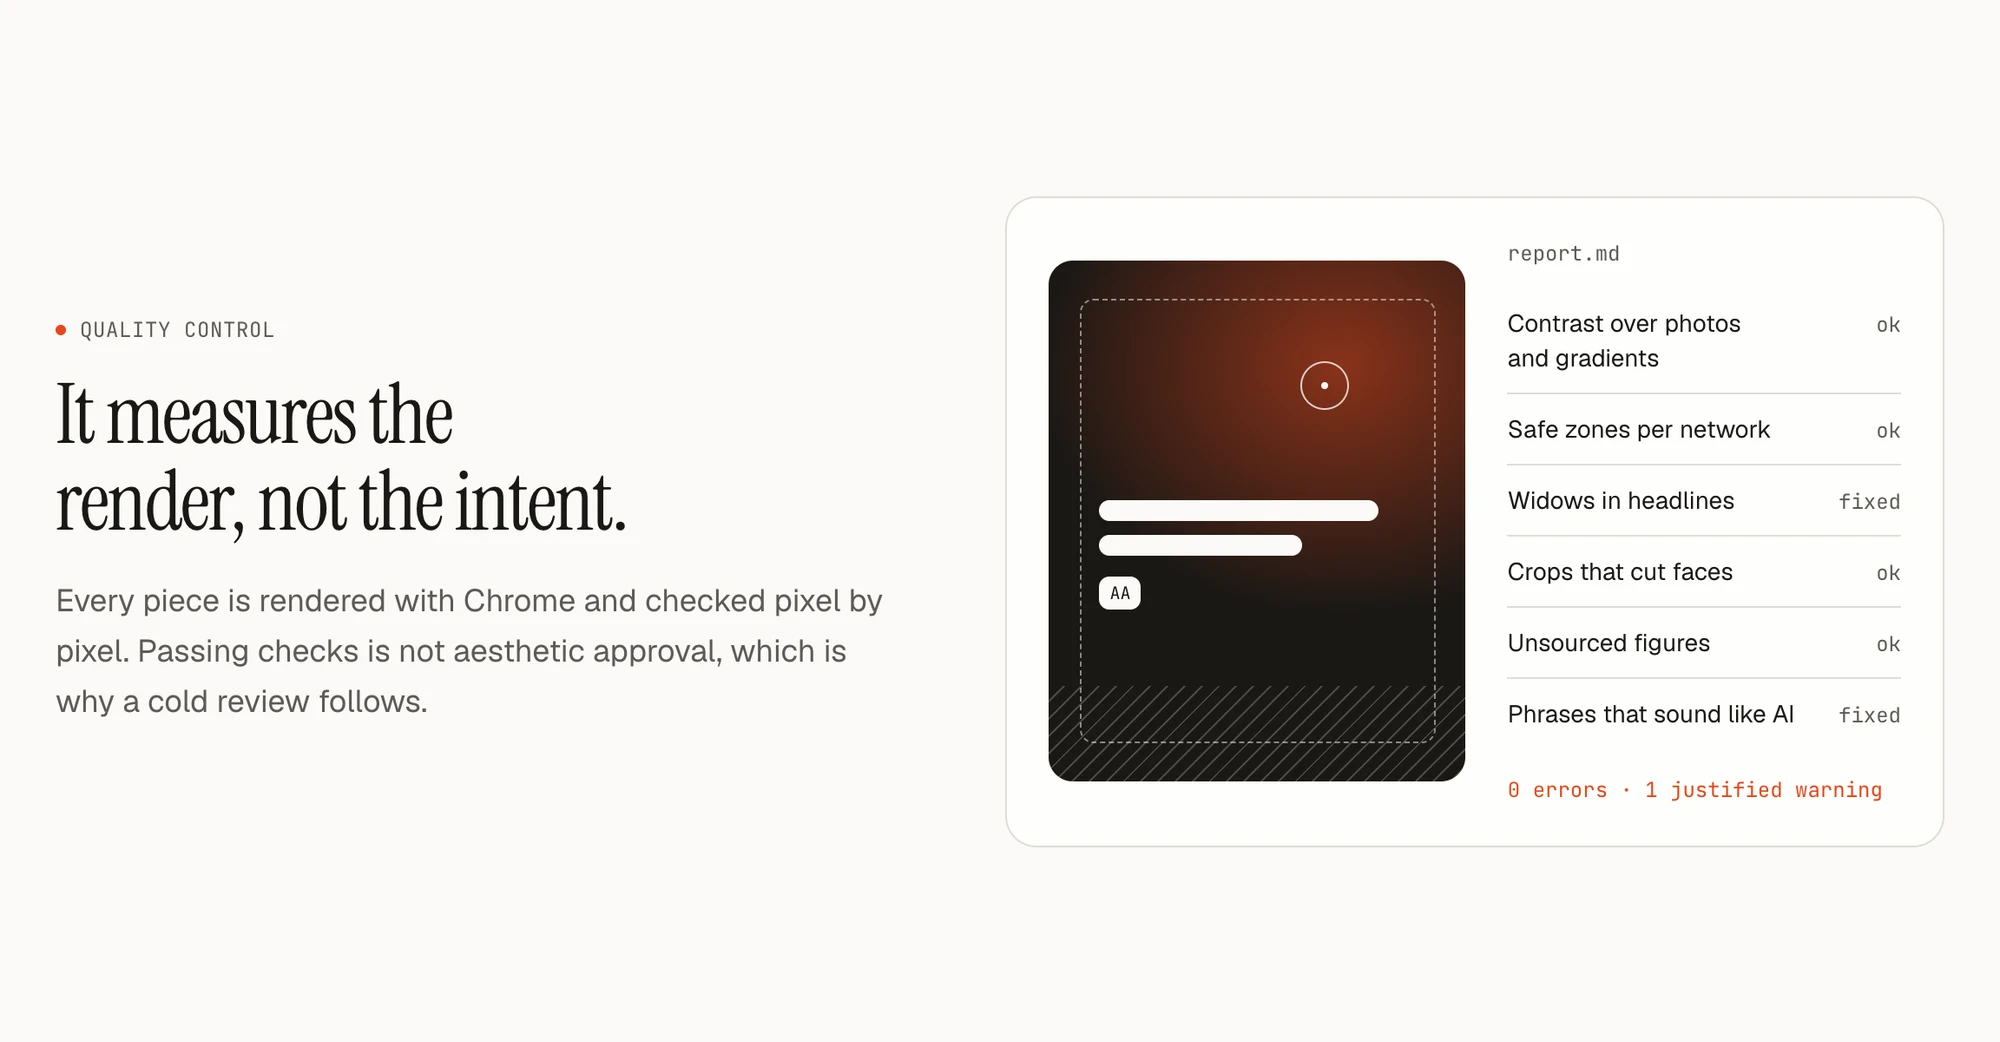 QUALITY CONTROL
It measures the
render, not the intent.
Every piece is rendered with Chrome and checked pixel by
pixel. Passing checks is not aesthetic approval, which is
why a cold review follows.
AA
report.md
Contrast over photos ok
and gradients
Safe zones per network ok
Widows in headlines fixed
Crops that cut faces ok
Unsourced figures ok
Phrases that sound like AI fixed
0 errors · 1 justified warning